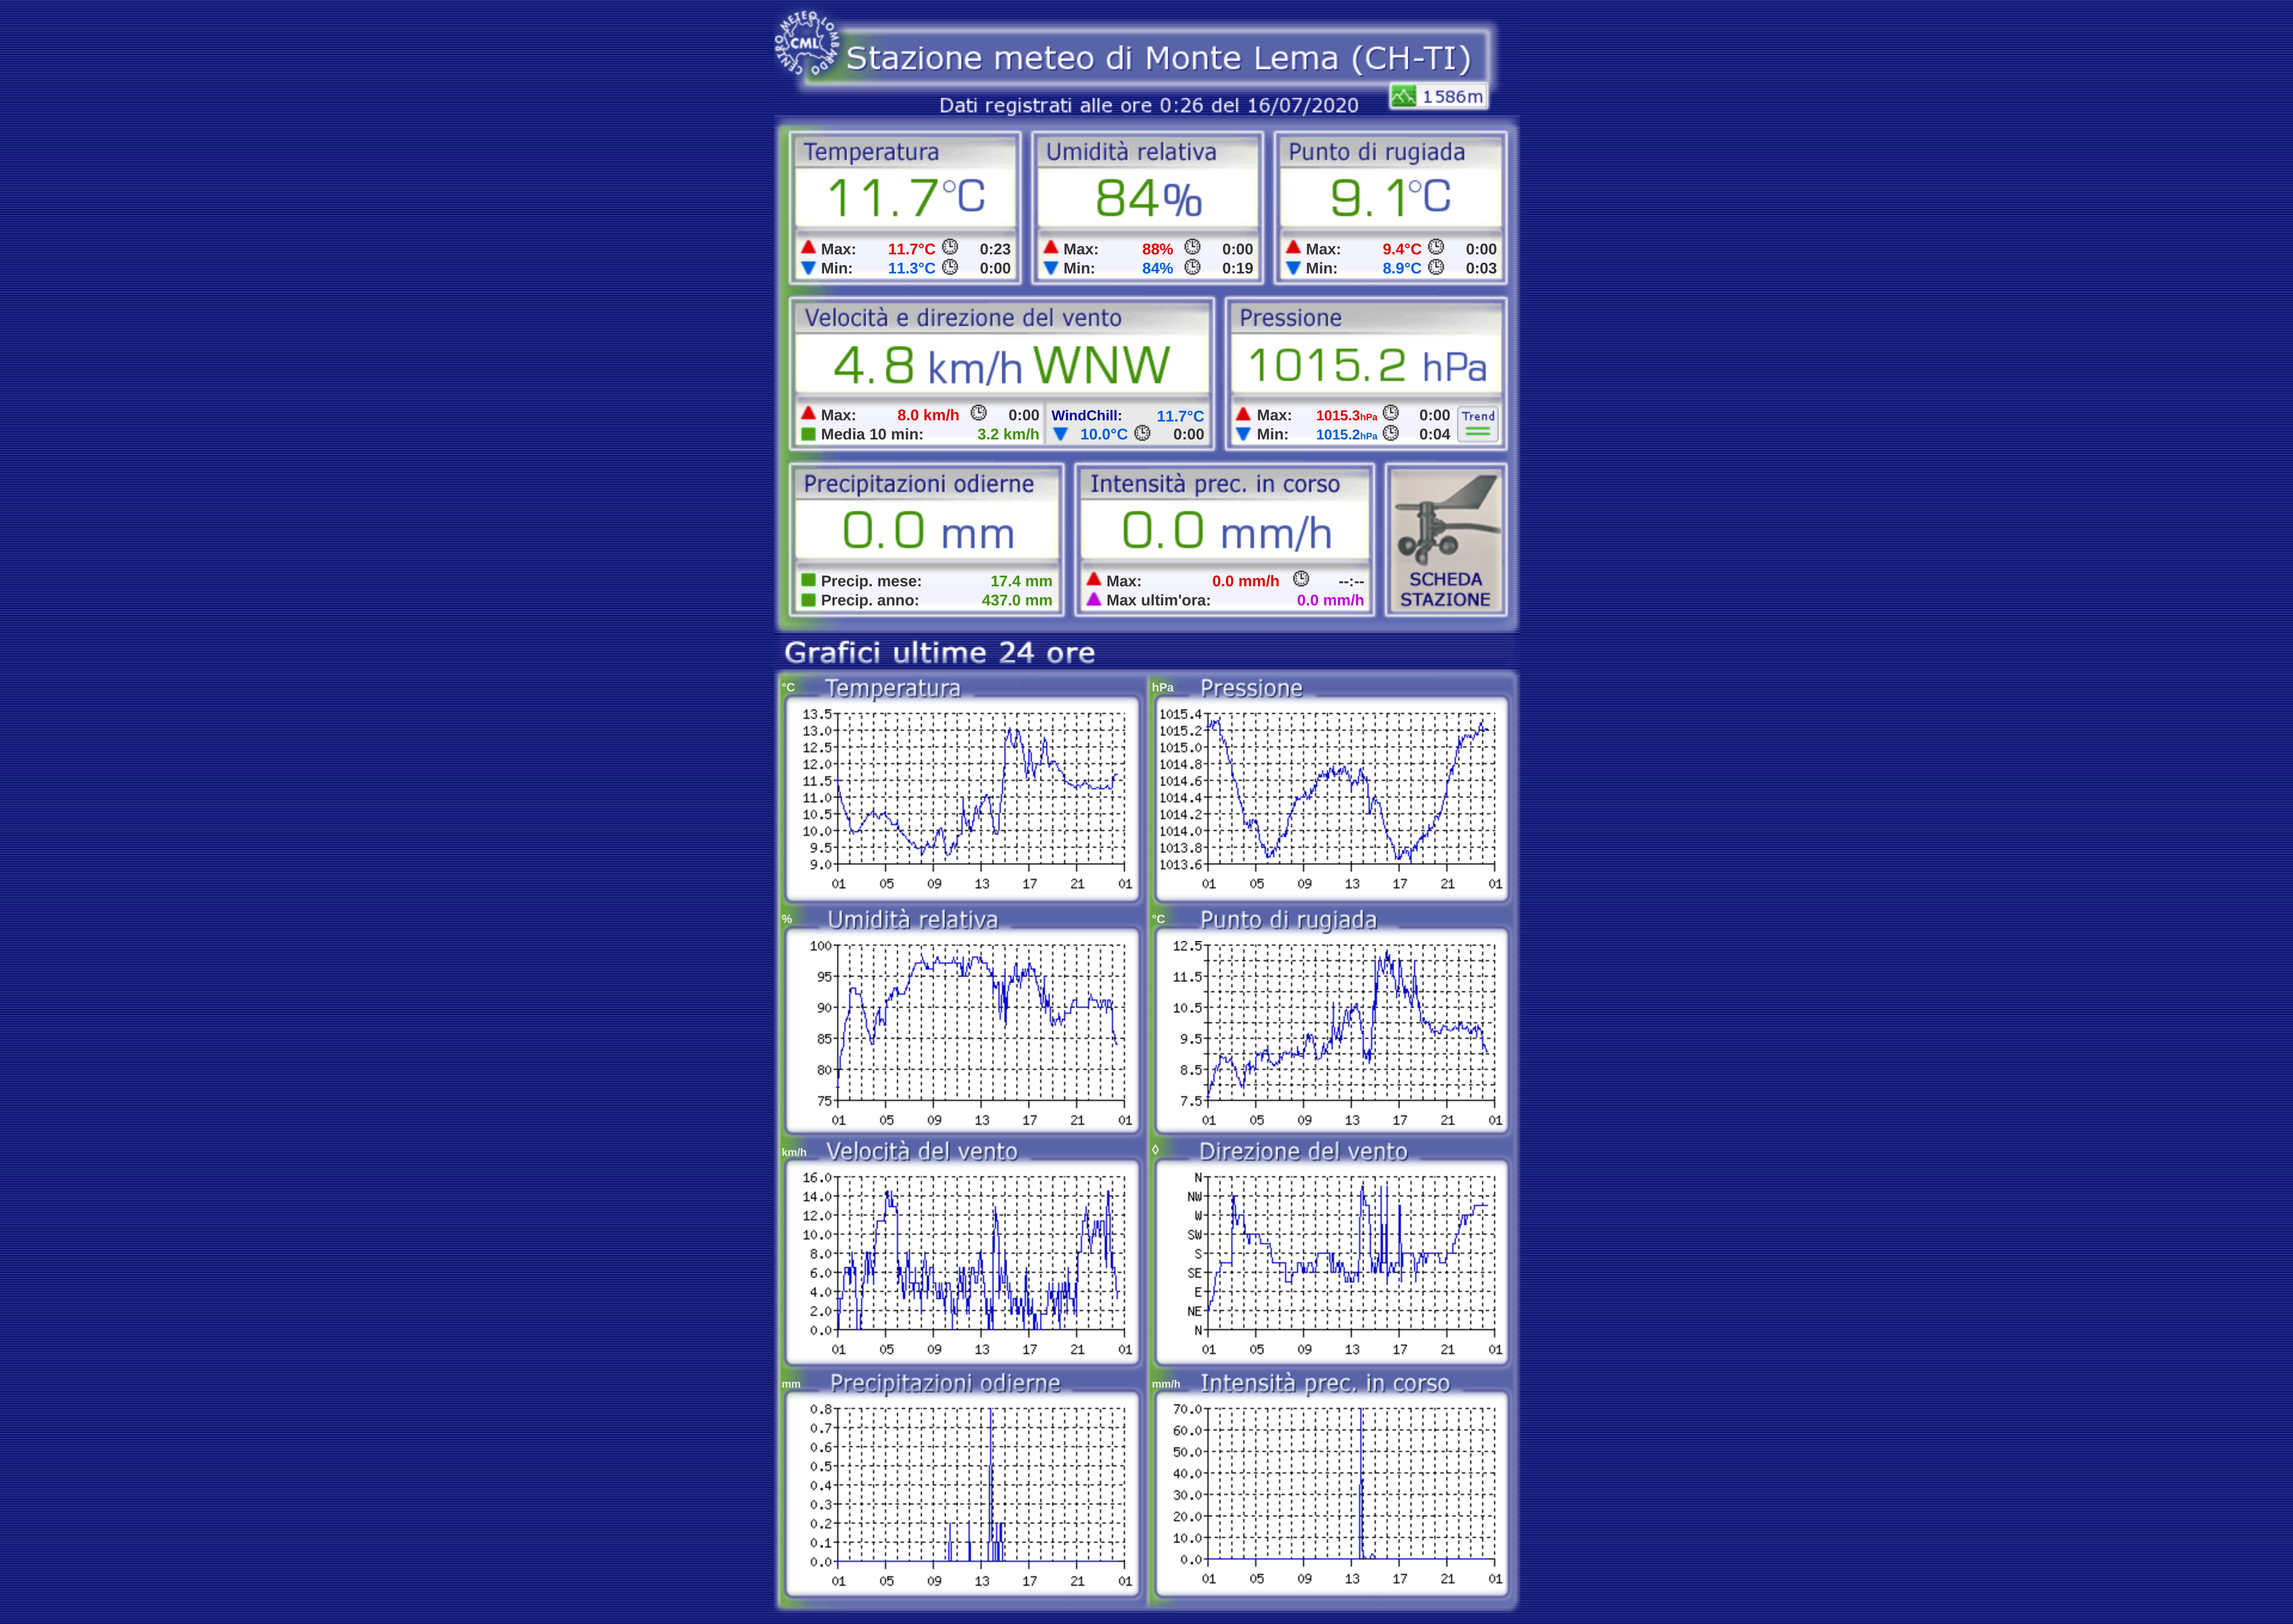 CENTRO METEO LOMBARDO
CML
Stazione meteo di Monte Lema (CH-TI)
1586m
Dati registrati alle ore 0:26 del 16/07/2020
Temperatura
11.7°C
Max: 11.7°C 0:23
Min: 11.3°C 0:00
Umidità relativa
84%
Max: 88% 0:00
Min: 84% 0:19
Punto di rugiada
9.1°C
Max: 9.4°C 0:00
Min: 8.9°C 0:03
Velocità e direzione del vento
4.8 km/h WNW
Max: 8.0 km/h 0:00
Media 10 min: 3.2 km/h
WindChill: 11.7°C
10.0°C 0:00
Pressione
1015.2 hPa
Max: 1015.3hPa 0:00
Min: 1015.2hPa 0:04
Trend
Precipitazioni odierne
0.0 mm
Precip. mese: 17.4 mm
Precip. anno: 437.0 mm
Intensità prec. in corso
0.0 mm/h
Max: 0.0 mm/h --:--
Max ultim'ora: 0.0 mm/h
SCHEDA
STAZIONE
Grafici ultime 24 ore
°C Temperatura
13.5
13.0
12.5
12.0
11.5
11.0
10.5
10.0
9.5
9.0
01 05 09 13 17 21 01
hPa Pressione
1015.4
1015.2
1015.0
1014.8
1014.6
1014.4
1014.2
1014.0
1013.8
1013.6
01 05 09 13 17 21 01
% Umidità relativa
100
95
90
85
80
75
01 05 09 13 17 21 01
°C Punto di rugiada
12.5
11.5
10.5
9.5
8.5
7.5
01 05 09 13 17 21 01
km/h Velocità del vento
16.0
14.0
12.0
10.0
8.0
6.0
4.0
2.0
0.0
01 05 09 13 17 21 01
◊ Direzione del vento
N
NW
W
SW
S
SE
E
NE
N
01 05 09 13 17 21 01
mm Precipitazioni odierne
0.8
0.7
0.6
0.5
0.4
0.3
0.2
0.1
0.0
01 05 09 13 17 21 01
mm/h Intensità prec. in corso
70.0
60.0
50.0
40.0
30.0
20.0
10.0
0.0
01 05 09 13 17 21 01